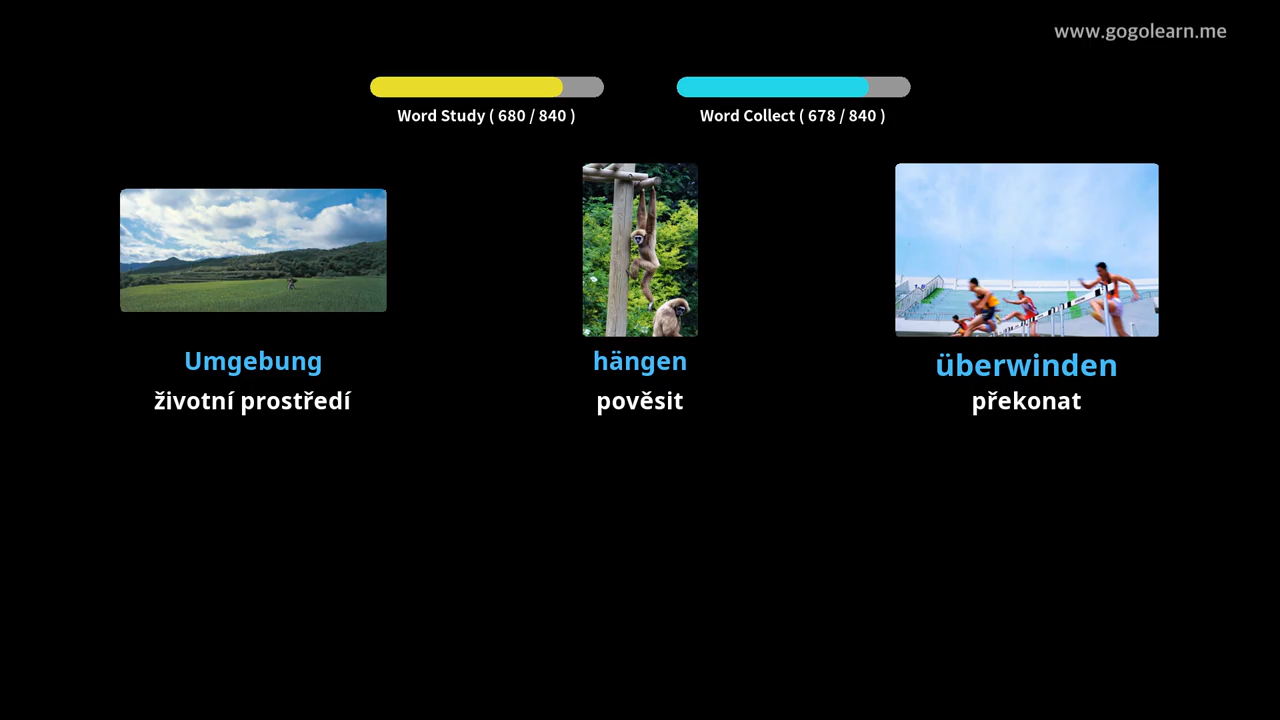 www.gogolearn.me
Word Study ( 680 / 840 )
Word Collect ( 678 / 840 )
Umgebung
životní prostředí
hängen
pověsit
überwinden
překonat